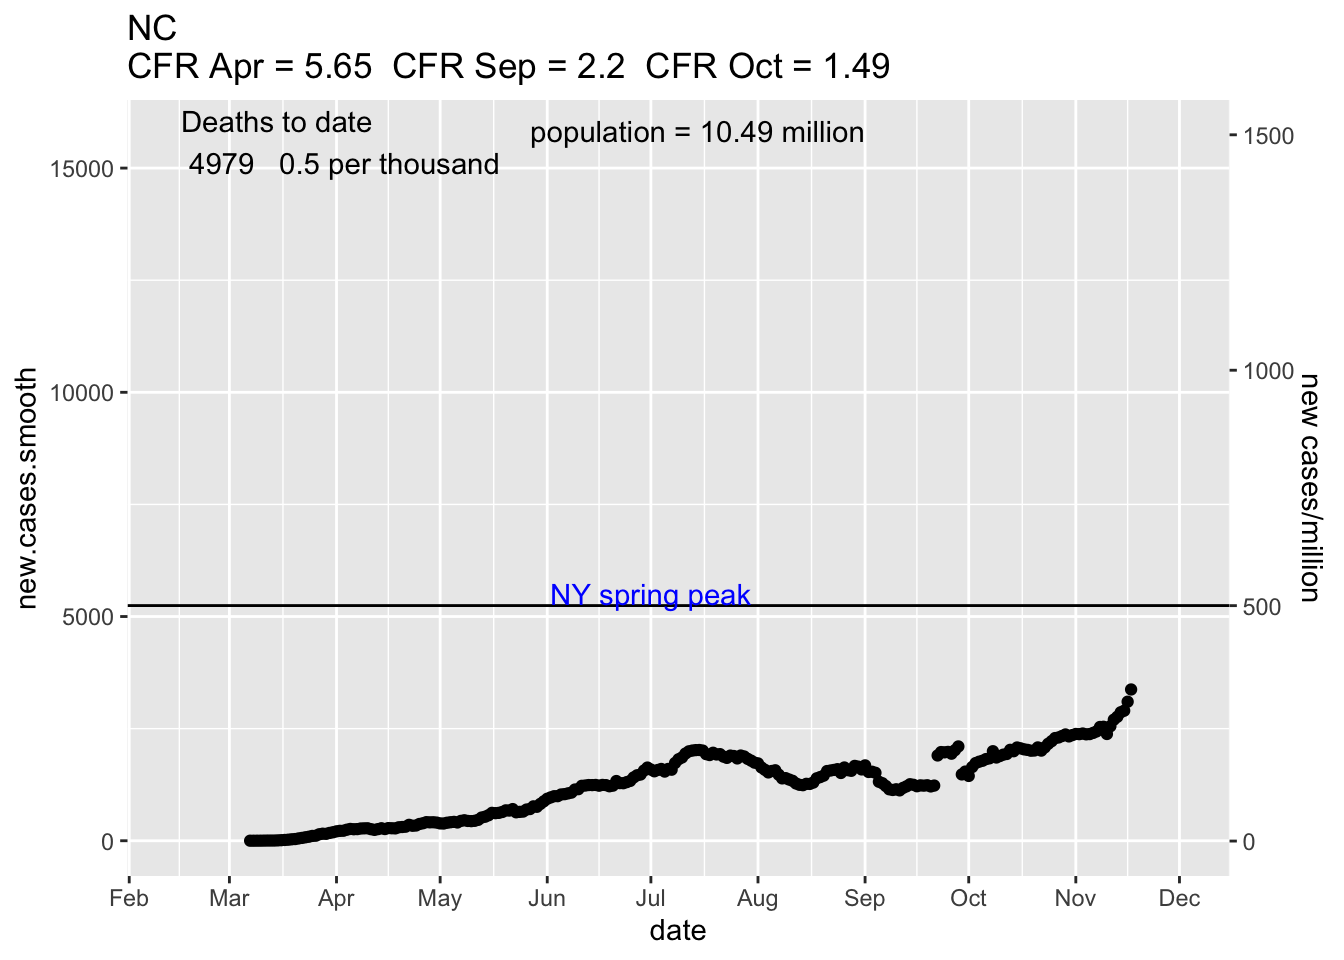 NC
CFR Apr = 5.65  CFR Sep = 2.2  CFR Oct = 1.49
Deaths to date
4979   0.5 per thousand
population = 10.49 million
15000
10000
5000
0
new.cases.smooth
1500
1000
500
0
new cases/million
NY spring peak
Feb Mar Apr May Jun Jul Aug Sep Oct Nov Dec
date